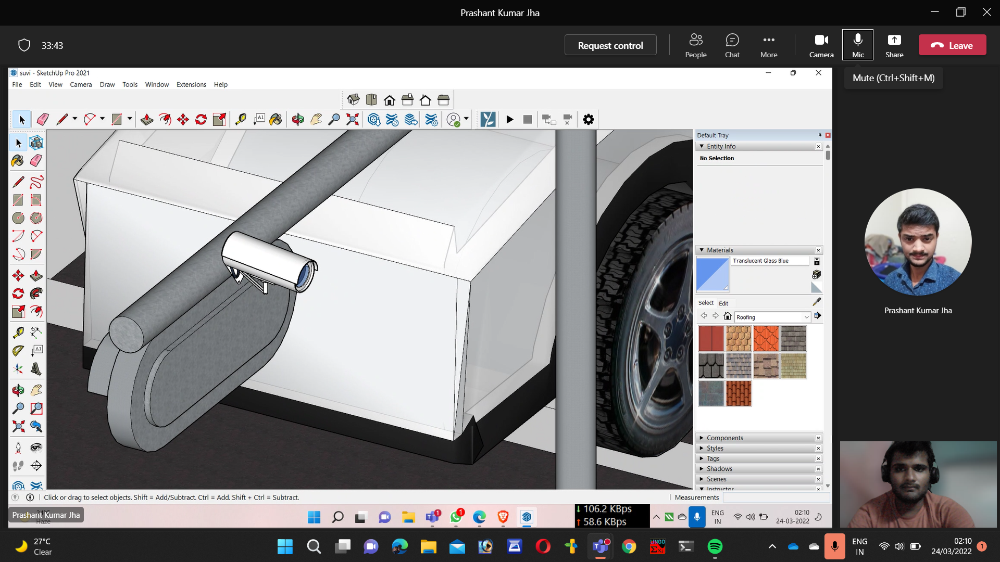 Prashant Kumar Jha
33:43
Request control
People
Chat
More
Camera
Mic
Share
Leave
Mute (Ctrl+Shift+M)
suvi - SketchUp Pro 2021
File Edit View Camera Draw Tools Window Extensions Help
Default Tray
Entity Info
No Selection
Materials
Translucent Glass Blue
Select Edit
Roofing
Components
Styles
Tags
Shadows
Scenes
Instructor
Prashant Kumar Jha
Click or drag to select objects. Shift = Add/Subtract. Ctrl = Add. Shift + Ctrl = Subtract.
Measurements
Prashant Kumar Jha
Haze
106.2 KBps
58.6 KBps
ENG
IN
02:10
24-03-2022
27°C
Clear
LINGO
ENG
IN
02:10
24/03/2022
1